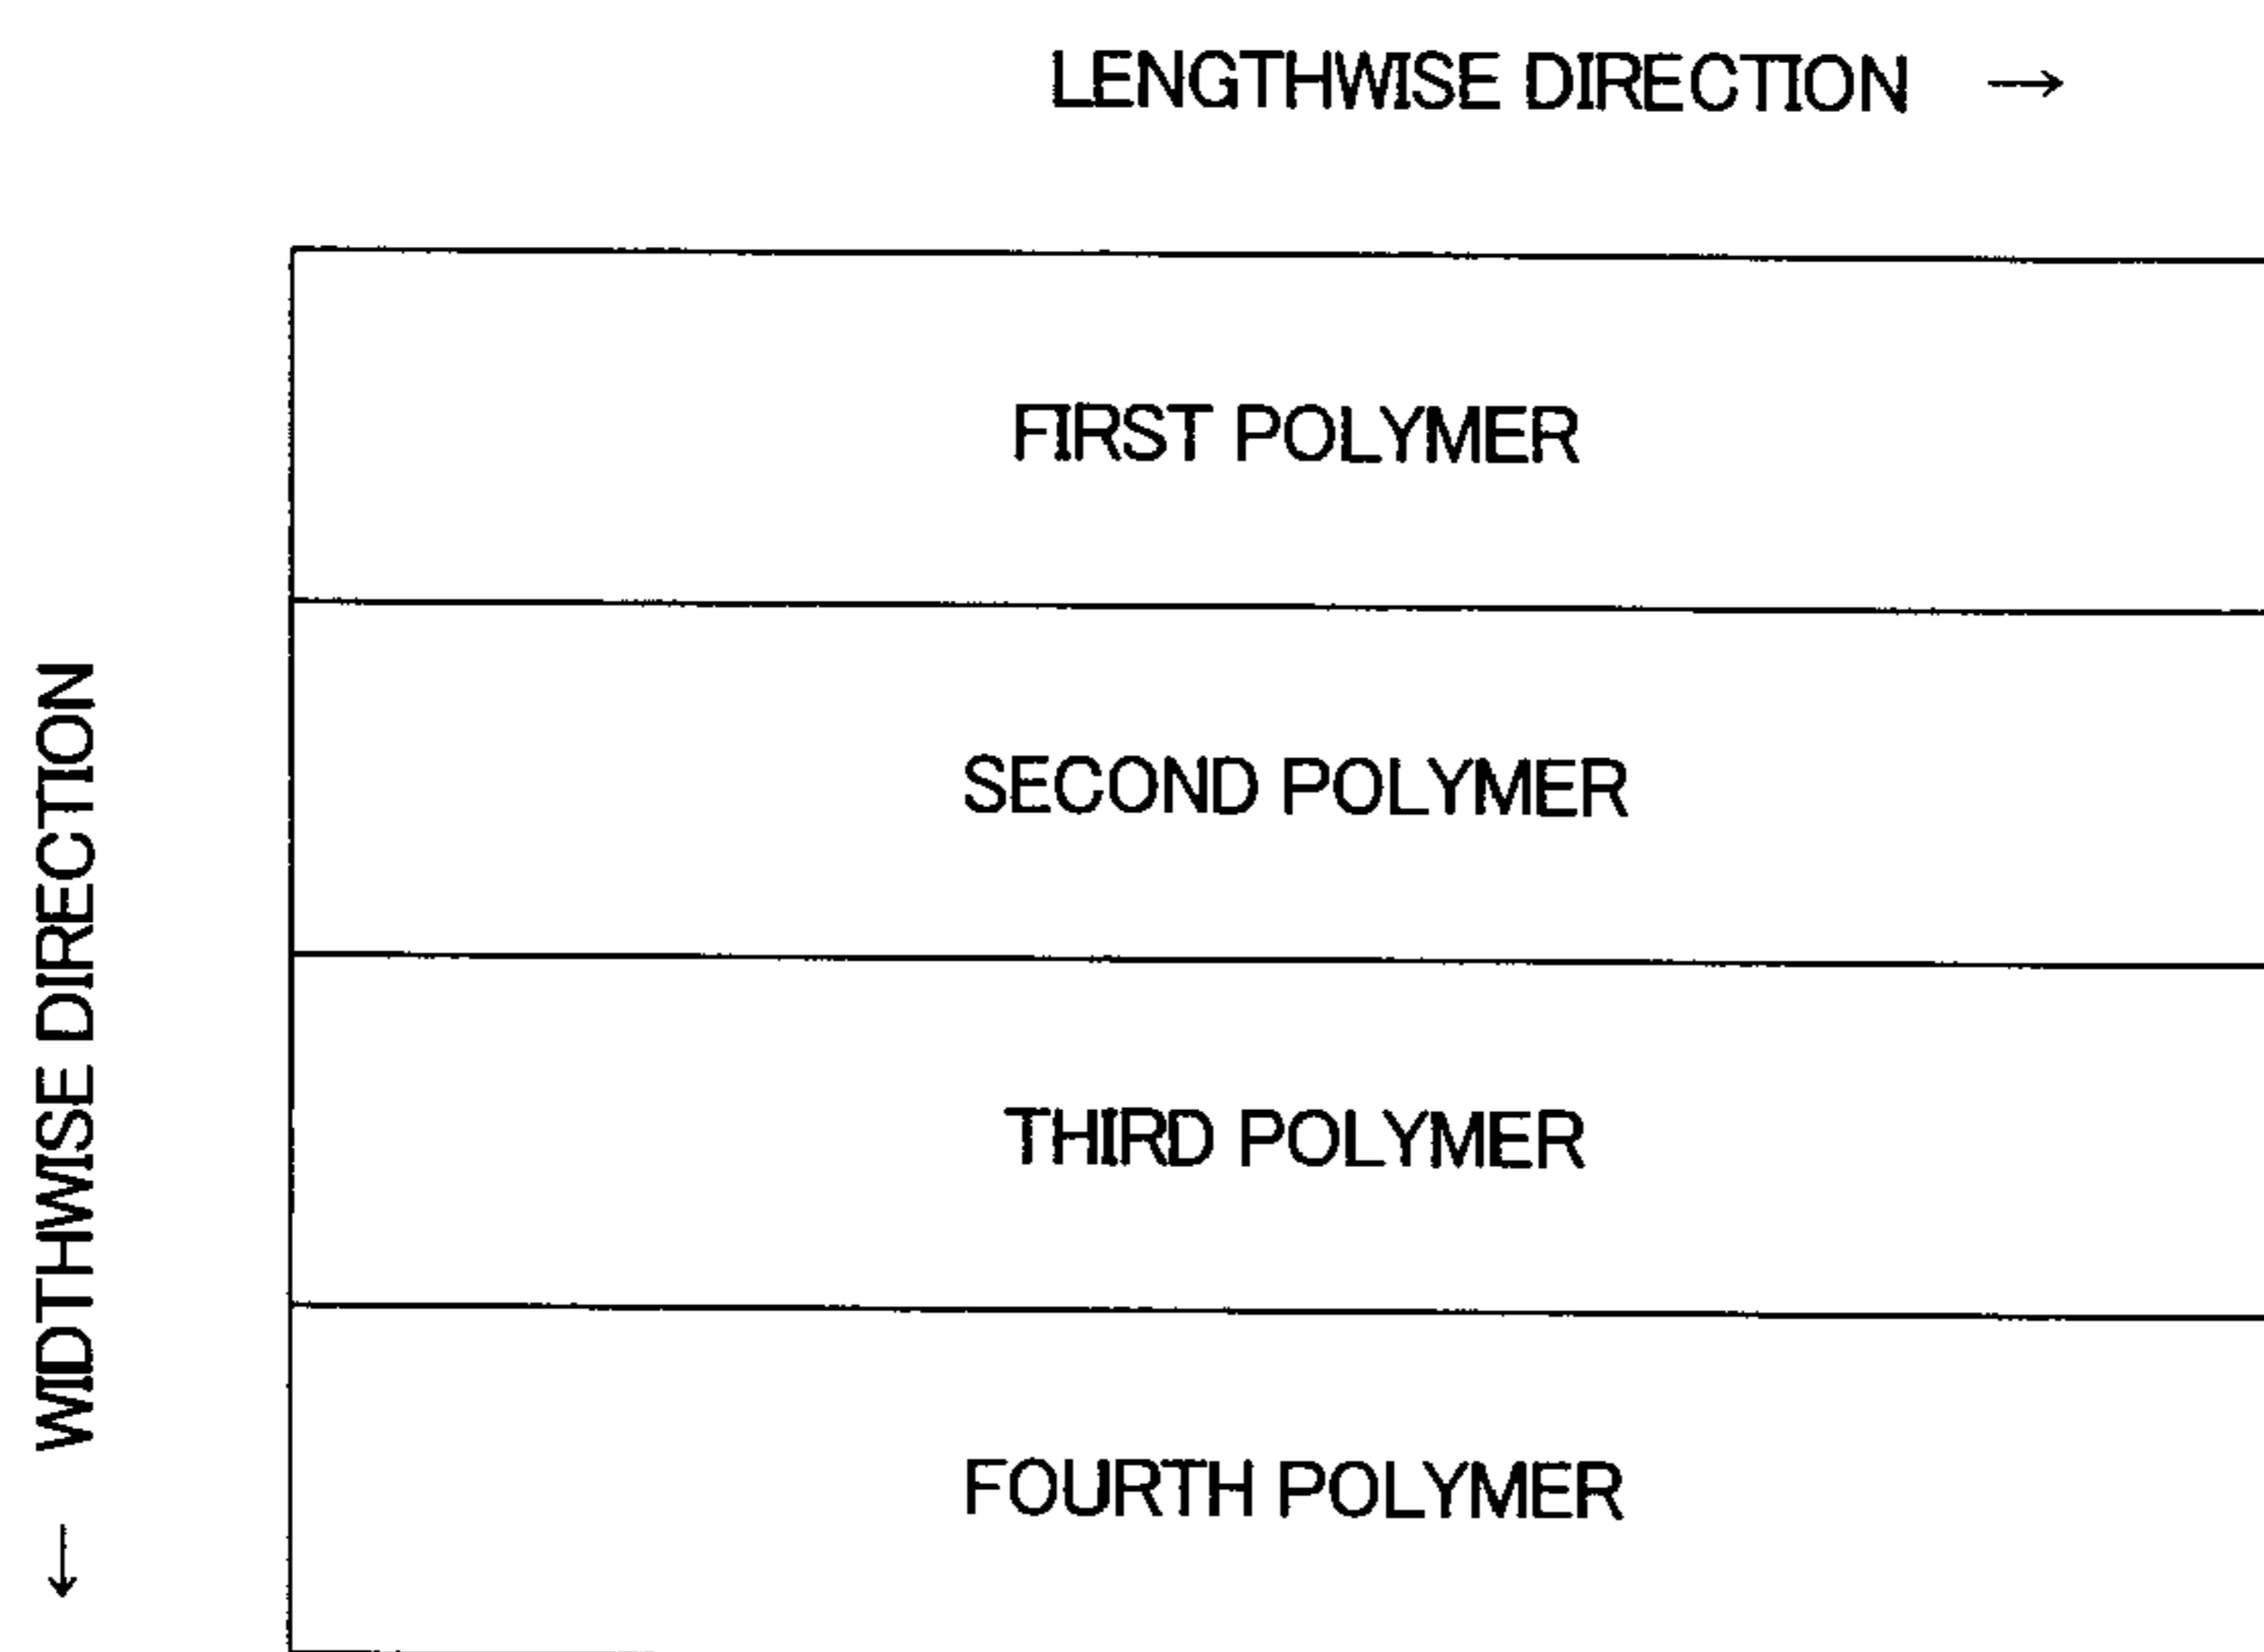 LENGTHWISE DIRECTION →
FIRST POLYMER
SECOND POLYMER
THIRD POLYMER
FOURTH POLYMER
← WIDTHWISE DIRECTION